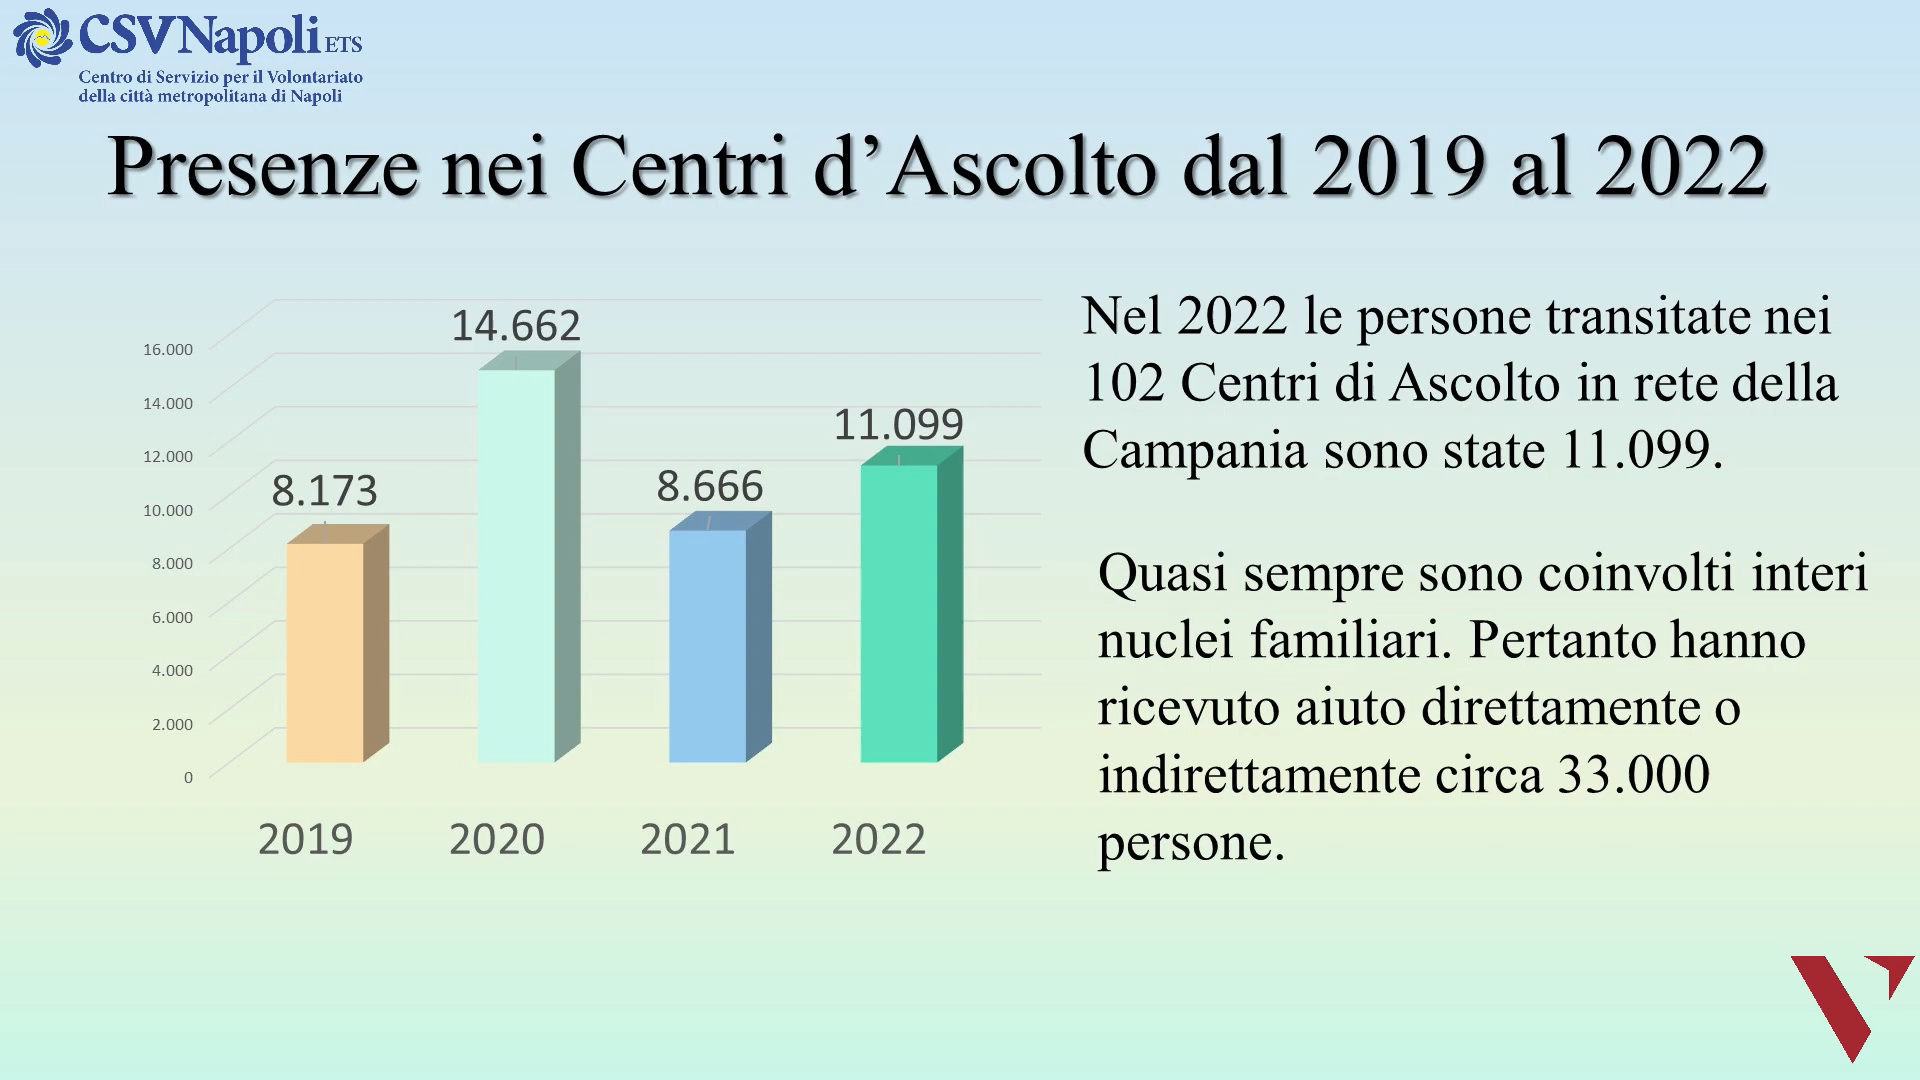 CSVNapoli ETS
Centro di Servizio per il Volontariato
della città metropolitana di Napoli
Presenze nei Centri d’Ascolto dal 2019 al 2022
16.000
14.000
12.000
10.000
8.000
6.000
4.000
2.000
0
8.173
14.662
8.666
11.099
2019
2020
2021
2022
Nel 2022 le persone transitate nei
102 Centri di Ascolto in rete della
Campania sono state 11.099.
Quasi sempre sono coinvolti interi
nuclei familiari. Pertanto hanno
ricevuto aiuto direttamente o
indirettamente circa 33.000
persone.